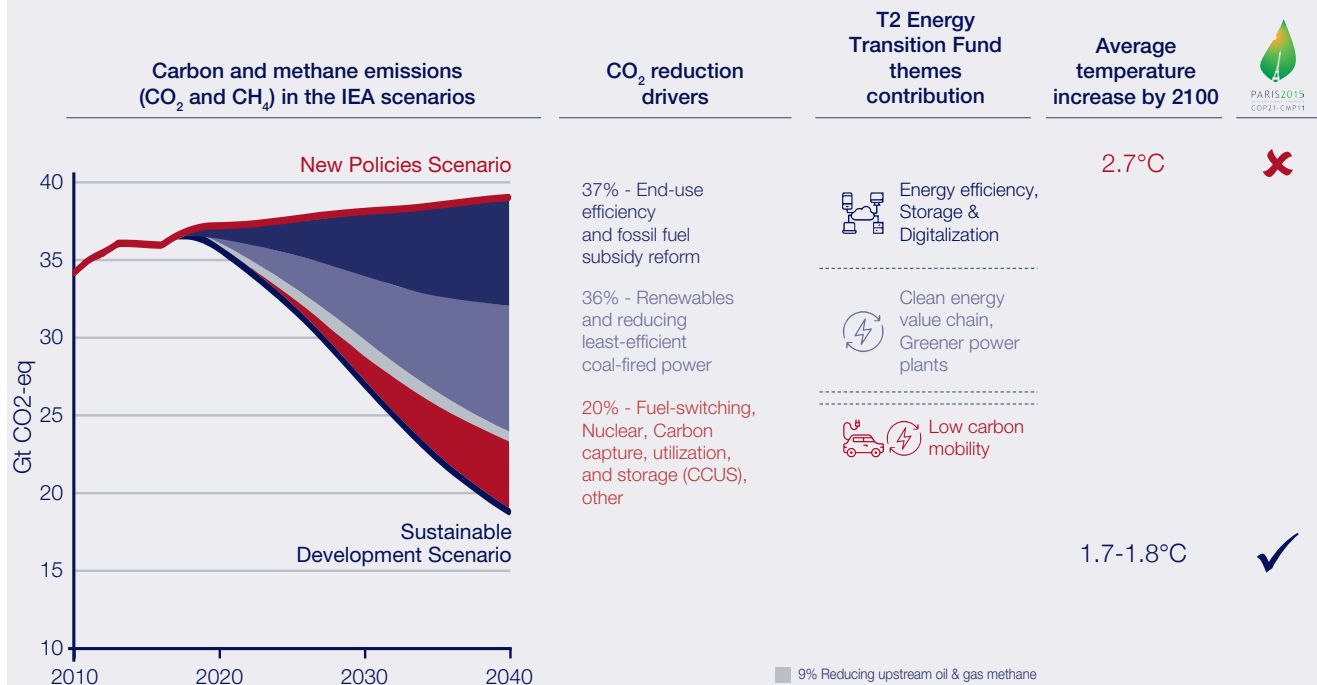 Carbon and methane emissions
(CO₂ and CH₄) in the IEA scenarios
CO₂ reduction
drivers
T2 Energy
Transition Fund
themes
contribution
Average
temperature
increase by 2100
PARIS2015
COP21·CMP11
New Policies Scenario
Gt CO2-eq
40
35
30
25
20
15
10
2010
2020
2030
2040
Sustainable
Development Scenario
37% - End-use
efficiency
and fossil fuel
subsidy reform
36% - Renewables
and reducing
least-efficient
coal-fired power
20% - Fuel-switching,
Nuclear, Carbon
capture, utilization,
and storage (CCUS),
other
Energy efficiency,
Storage &
Digitalization
Clean energy
value chain,
Greener power
plants
Low carbon
mobility
2.7°C
1.7-1.8°C
9% Reducing upstream oil & gas methane